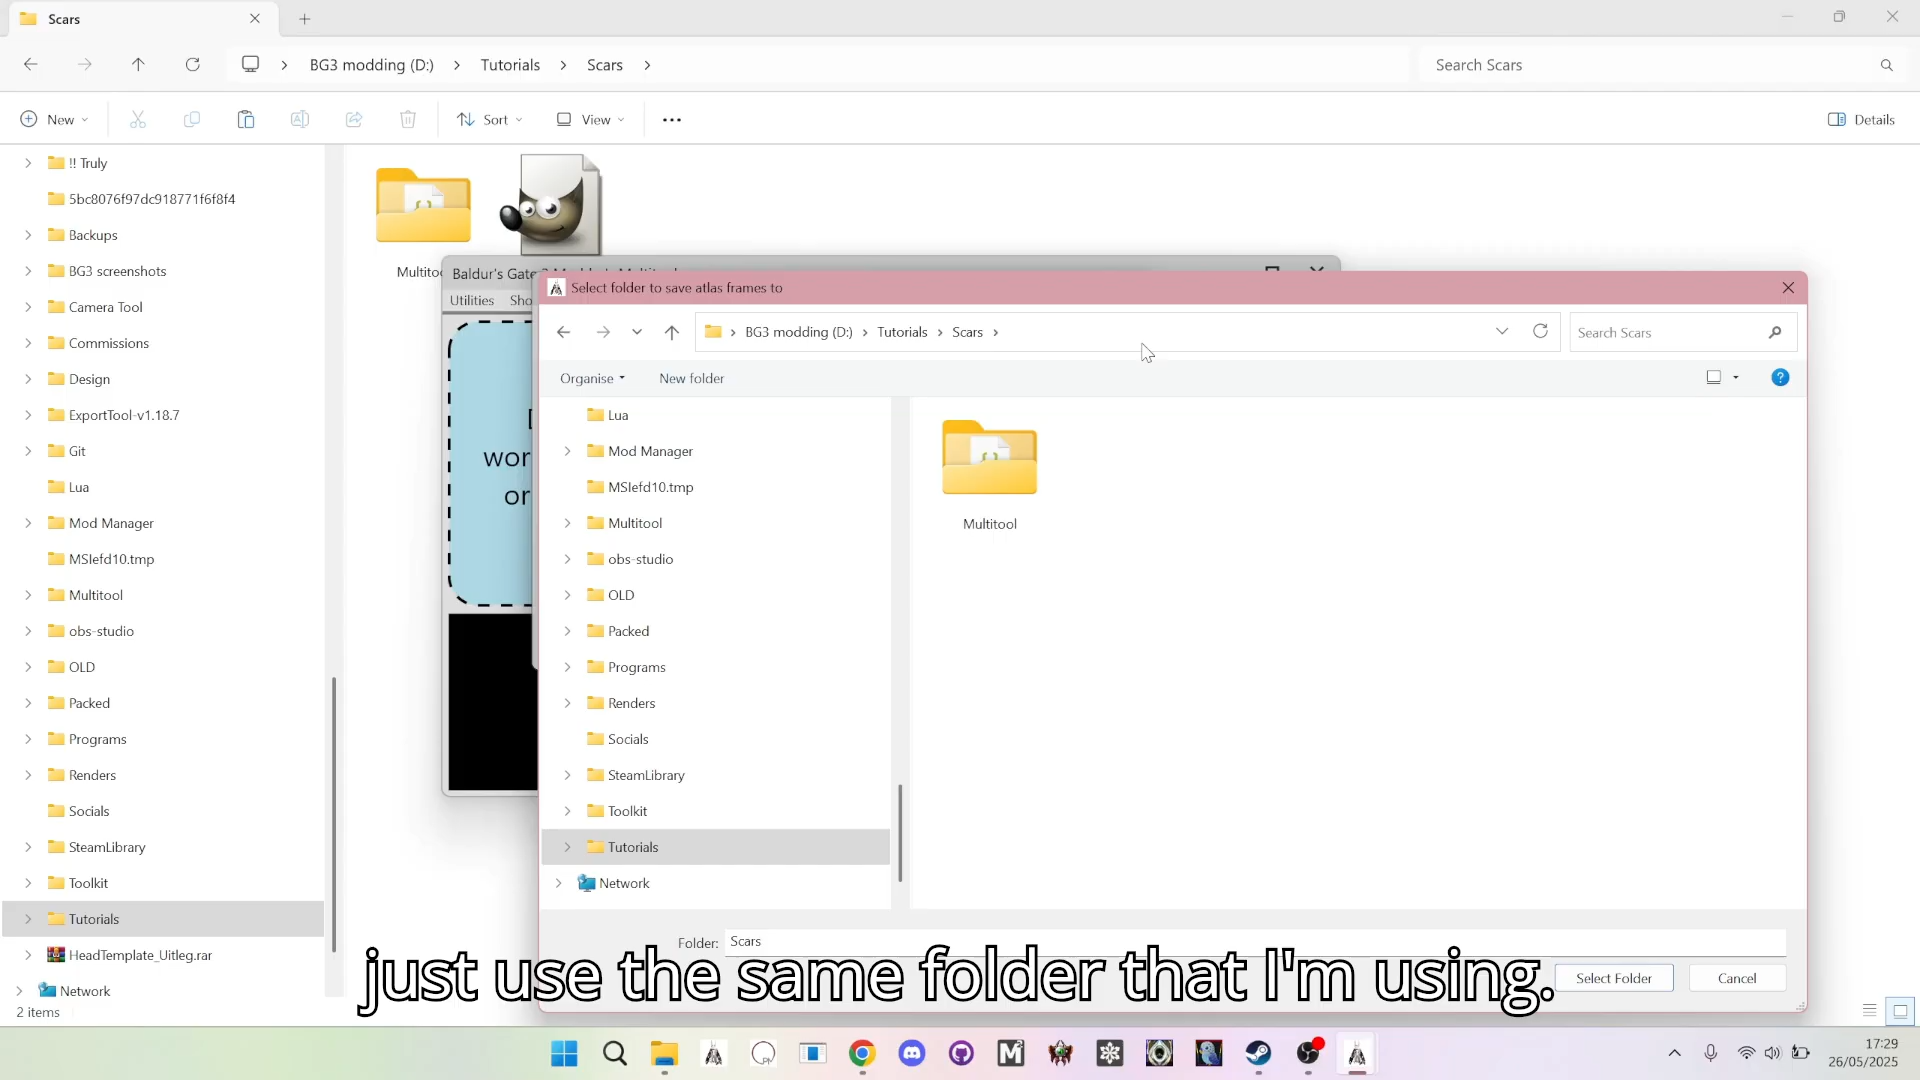 Scars
BG3 modding (D:)
Tutorials
Scars
Search Scars
New
Sort
View
Details
!! Truly
5bc8076f97dc918771f6f8f4
Backups
BG3 screenshots
Camera Tool
Commissions
Design
ExportTool-v1.18.7
Git
Lua
Mod Manager
MSIefd10.tmp
Multitool
obs-studio
OLD
Packed
Programs
Renders
Socials
SteamLibrary
Toolkit
Tutorials
HeadTemplate_Uitleg.rar
Network
2 items
Utilities
Select folder to save atlas frames to
BG3 modding (D:)
Tutorials
Scars
Search Scars
Organise
New folder
Lua
Mod Manager
MSIefd10.tmp
Multitool
obs-studio
OLD
Packed
Programs
Renders
Socials
SteamLibrary
Toolkit
Tutorials
Network
Multitool
Folder:
Scars
Select Folder
Cancel
just use the same folder that I'm using.
17:29
26/05/2025